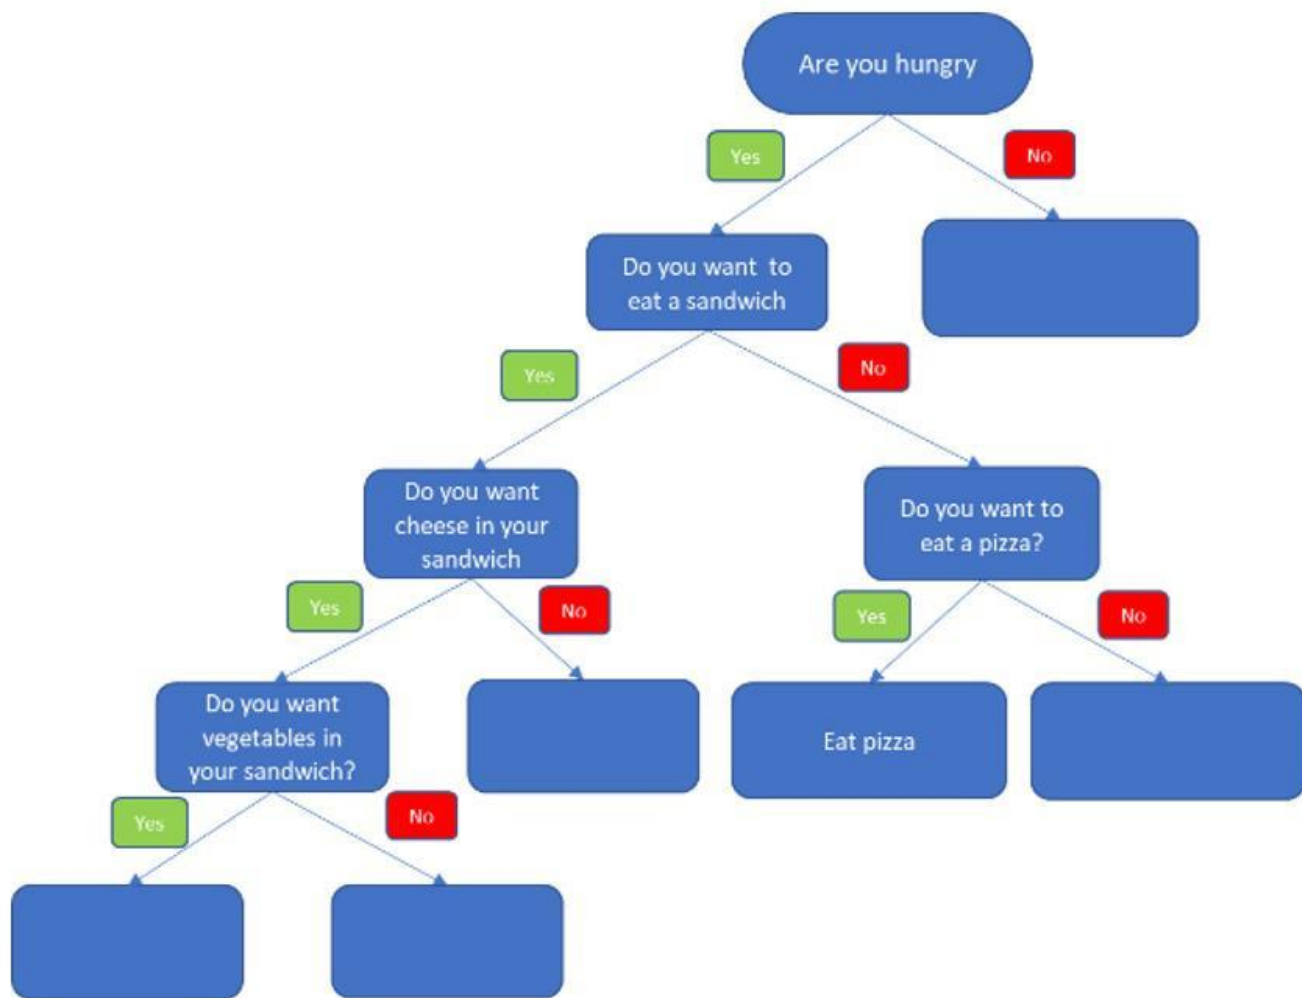 Are you hungry
Yes
No
Do you want to
eat a sandwich
Yes
No
Do you want
cheese in your
sandwich
Do you want to
eat a pizza?
Yes
No
Yes
No
Do you want
vegetables in
your sandwich?
Eat pizza
Yes
No